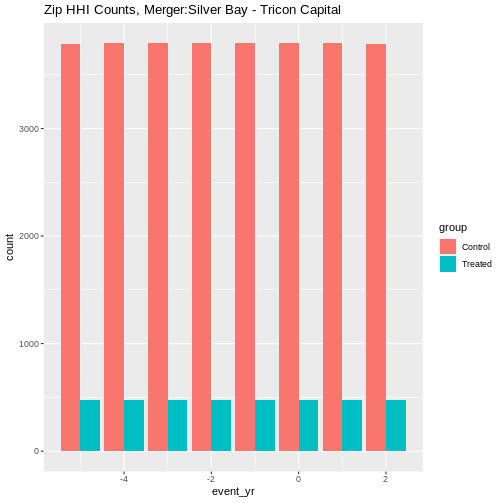 Zip HHI Counts, Merger:Silver Bay - Tricon Capital
count
3000
2000
1000
0
-4
-2
0
2
event_yr
group
Control
Treated